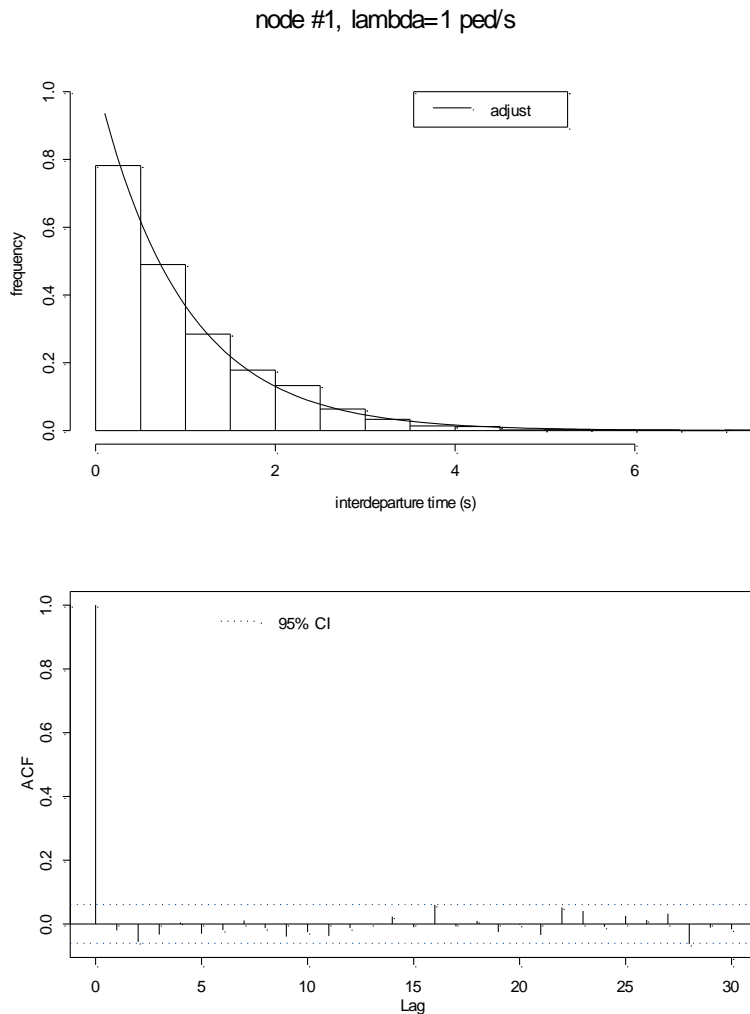 node #1, lambda=1 ped/s
adjust
frequency
0.0 0.2 0.4 0.6 0.8 1.0
0 2 4 6
interdeparture time (s)
95% CI
ACF
0.0 0.2 0.4 0.6 0.8 1.0
0 5 10 15 20 25 30
Lag